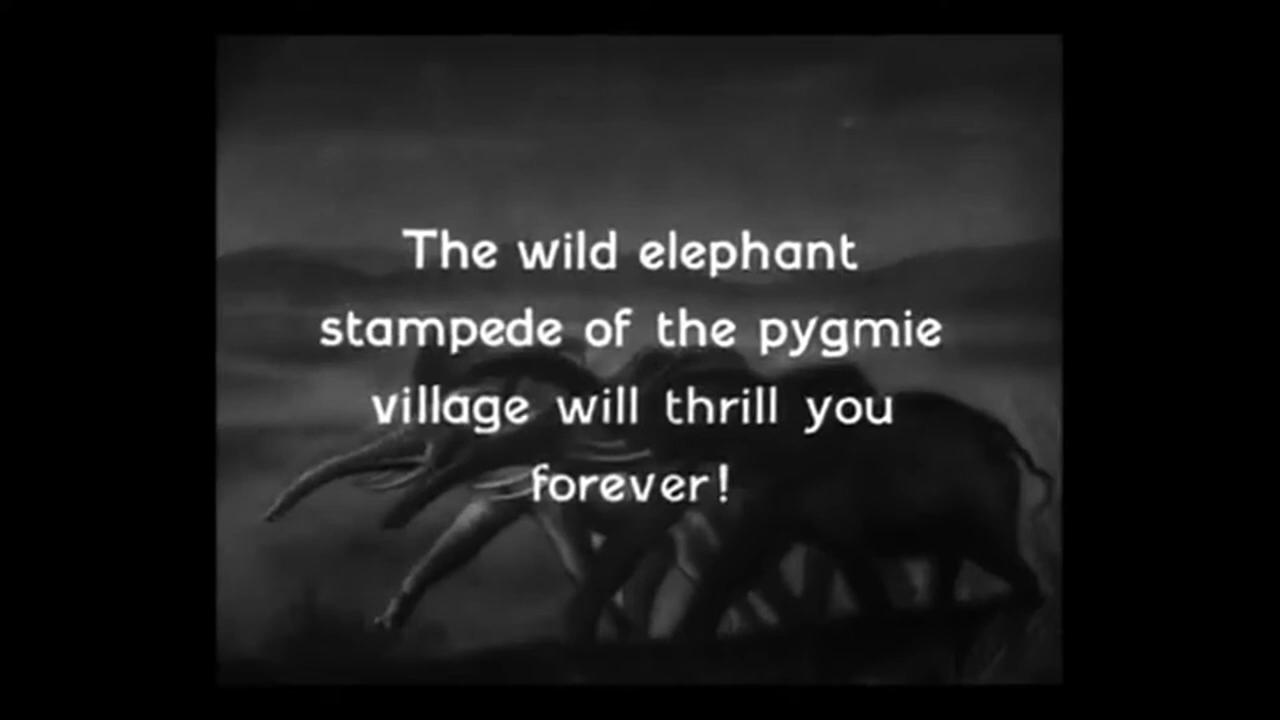 The wild elephant
stampede of the pygmie
village will thrill you
forever!